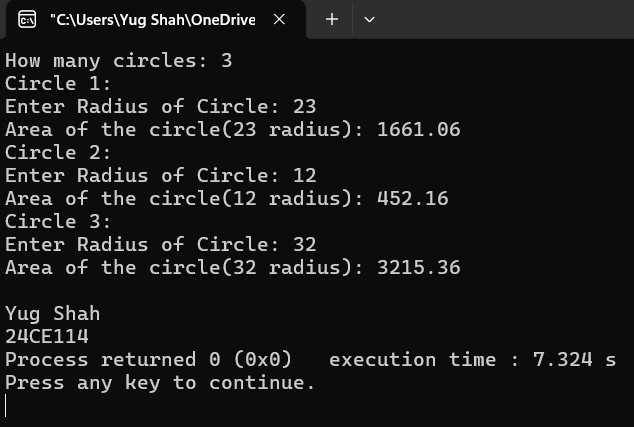 "C:\Users\Yug Shah\OneDrive
How many circles: 3
Circle 1:
Enter Radius of Circle: 23
Area of the circle(23 radius): 1661.06
Circle 2:
Enter Radius of Circle: 12
Area of the circle(12 radius): 452.16
Circle 3:
Enter Radius of Circle: 32
Area of the circle(32 radius): 3215.36
Yug Shah
24CE114
Process returned 0 (0x0)   execution time : 7.324 s
Press any key to continue.